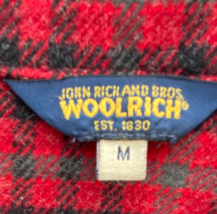 JOHN RICH AND BROS.
WOOLRICH®
EST. 1830
M